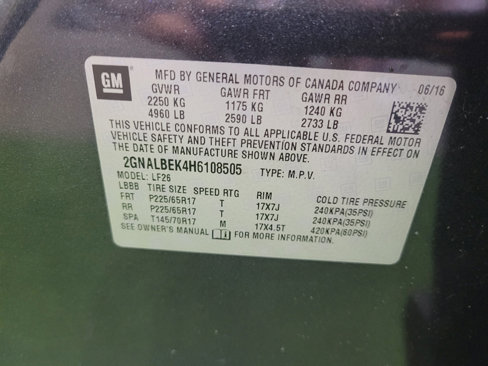 GM
MFD BY GENERAL MOTORS OF CANADA COMPANY 06/16
GVWR GAWR FRT GAWR RR
2250 KG 1175 KG 1240 KG
4960 LB 2590 LB 2733 LB
THIS VEHICLE CONFORMS TO ALL APPLICABLE U.S. FEDERAL MOTOR
VEHICLE SAFETY AND THEFT PREVENTION STANDARDS IN EFFECT ON
THE DATE OF MANUFACTURE SHOWN ABOVE.
2GNALBEK4H6108505 TYPE: M.P.V.
MODEL: LF26
LBBB TIRE SIZE SPEED RTG RIM COLD TIRE PRESSURE
FRT P225/65R17 T 17X7J 240KPA(35PSI)
RR P225/65R17 T 17X7J 240KPA(35PSI)
SPA T145/70R17 M 17X4.5T 420KPA(60PSI)
SEE OWNER'S MANUAL FOR MORE INFORMATION.